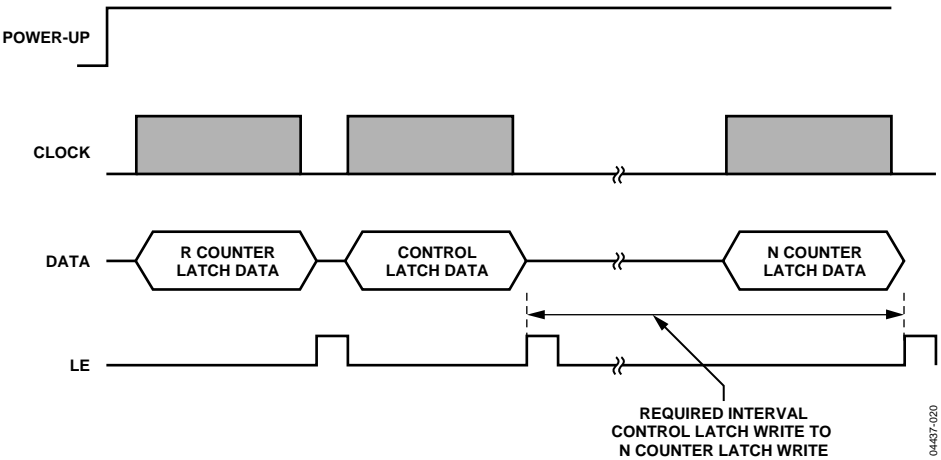 POWER-UP
CLOCK
DATA
R COUNTER
LATCH DATA
CONTROL
LATCH DATA
N COUNTER
LATCH DATA
LE
REQUIRED INTERVAL
CONTROL LATCH WRITE TO
N COUNTER LATCH WRITE
04437-020